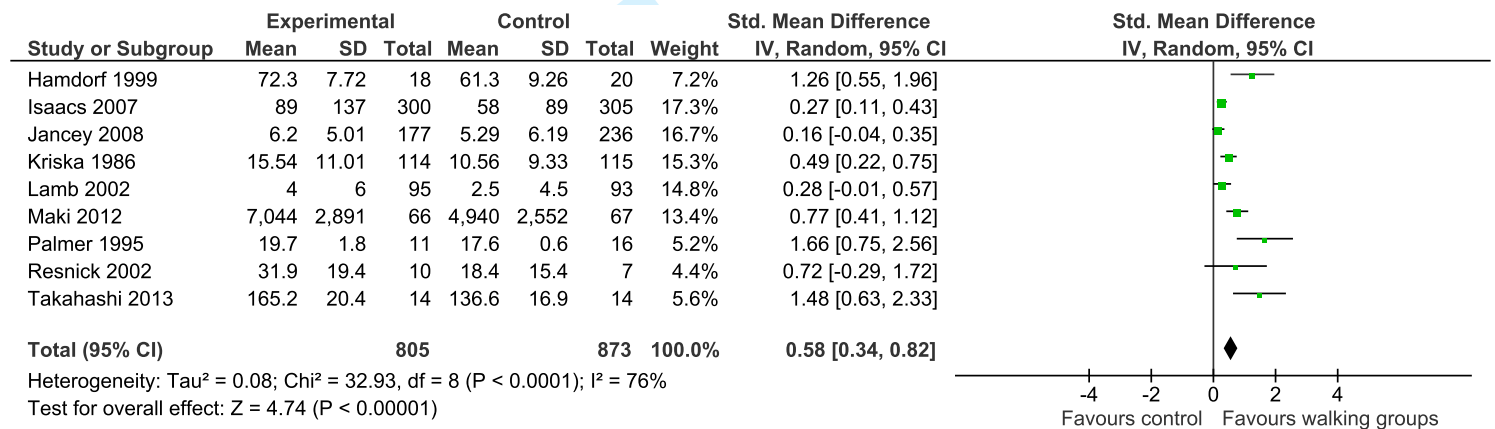 Experimental Control Std. Mean Difference Std. Mean Difference
Study or Subgroup Mean SD Total Mean SD Total Weight IV, Random, 95% CI IV, Random, 95% CI
Hamdorf 1999 72.3 7.72 18 61.3 9.26 20 7.2% 1.26 [0.55, 1.96]
Isaacs 2007 89 137 300 58 89 305 17.3% 0.27 [0.11, 0.43]
Jancey 2008 6.2 5.01 177 5.29 6.19 236 16.7% 0.16 [-0.04, 0.35]
Kriska 1986 15.54 11.01 114 10.56 9.33 115 15.3% 0.49 [0.22, 0.75]
Lamb 2002 4 6 95 2.5 4.5 93 14.8% 0.28 [-0.01, 0.57]
Maki 2012 7,044 2,891 66 4,940 2,552 67 13.4% 0.77 [0.41, 1.12]
Palmer 1995 19.7 1.8 11 17.6 0.6 16 5.2% 1.66 [0.75, 2.56]
Resnick 2002 31.9 19.4 10 18.4 15.4 7 4.4% 0.72 [-0.29, 1.72]
Takahashi 2013 165.2 20.4 14 136.6 16.9 14 5.6% 1.48 [0.63, 2.33]
Total (95% CI) 805 873 100.0% 0.58 [0.34, 0.82]
Heterogeneity: Tau² = 0.08; Chi² = 32.93, df = 8 (P < 0.0001); I² = 76%
Test for overall effect: Z = 4.74 (P < 0.00001)
-4 -2 0 2 4
Favours control Favours walking groups